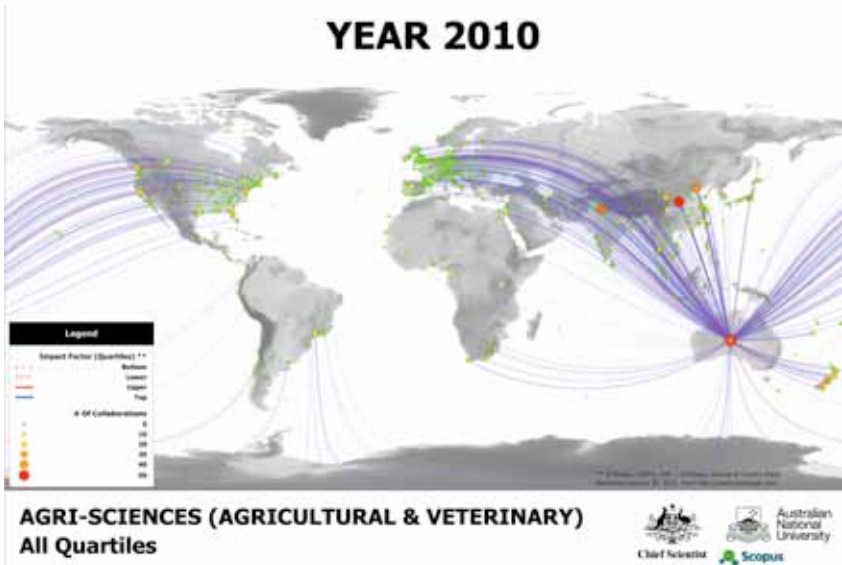 YEAR 2010
Legend
Impact Factor (Quartiles) **
Bottom
Lower
Upper
Top
# Of Collaborations
AGRI-SCIENCES (AGRICULTURAL & VETERINARY)
All Quartiles
Chief Scientist
Australian
National
University
Scopus